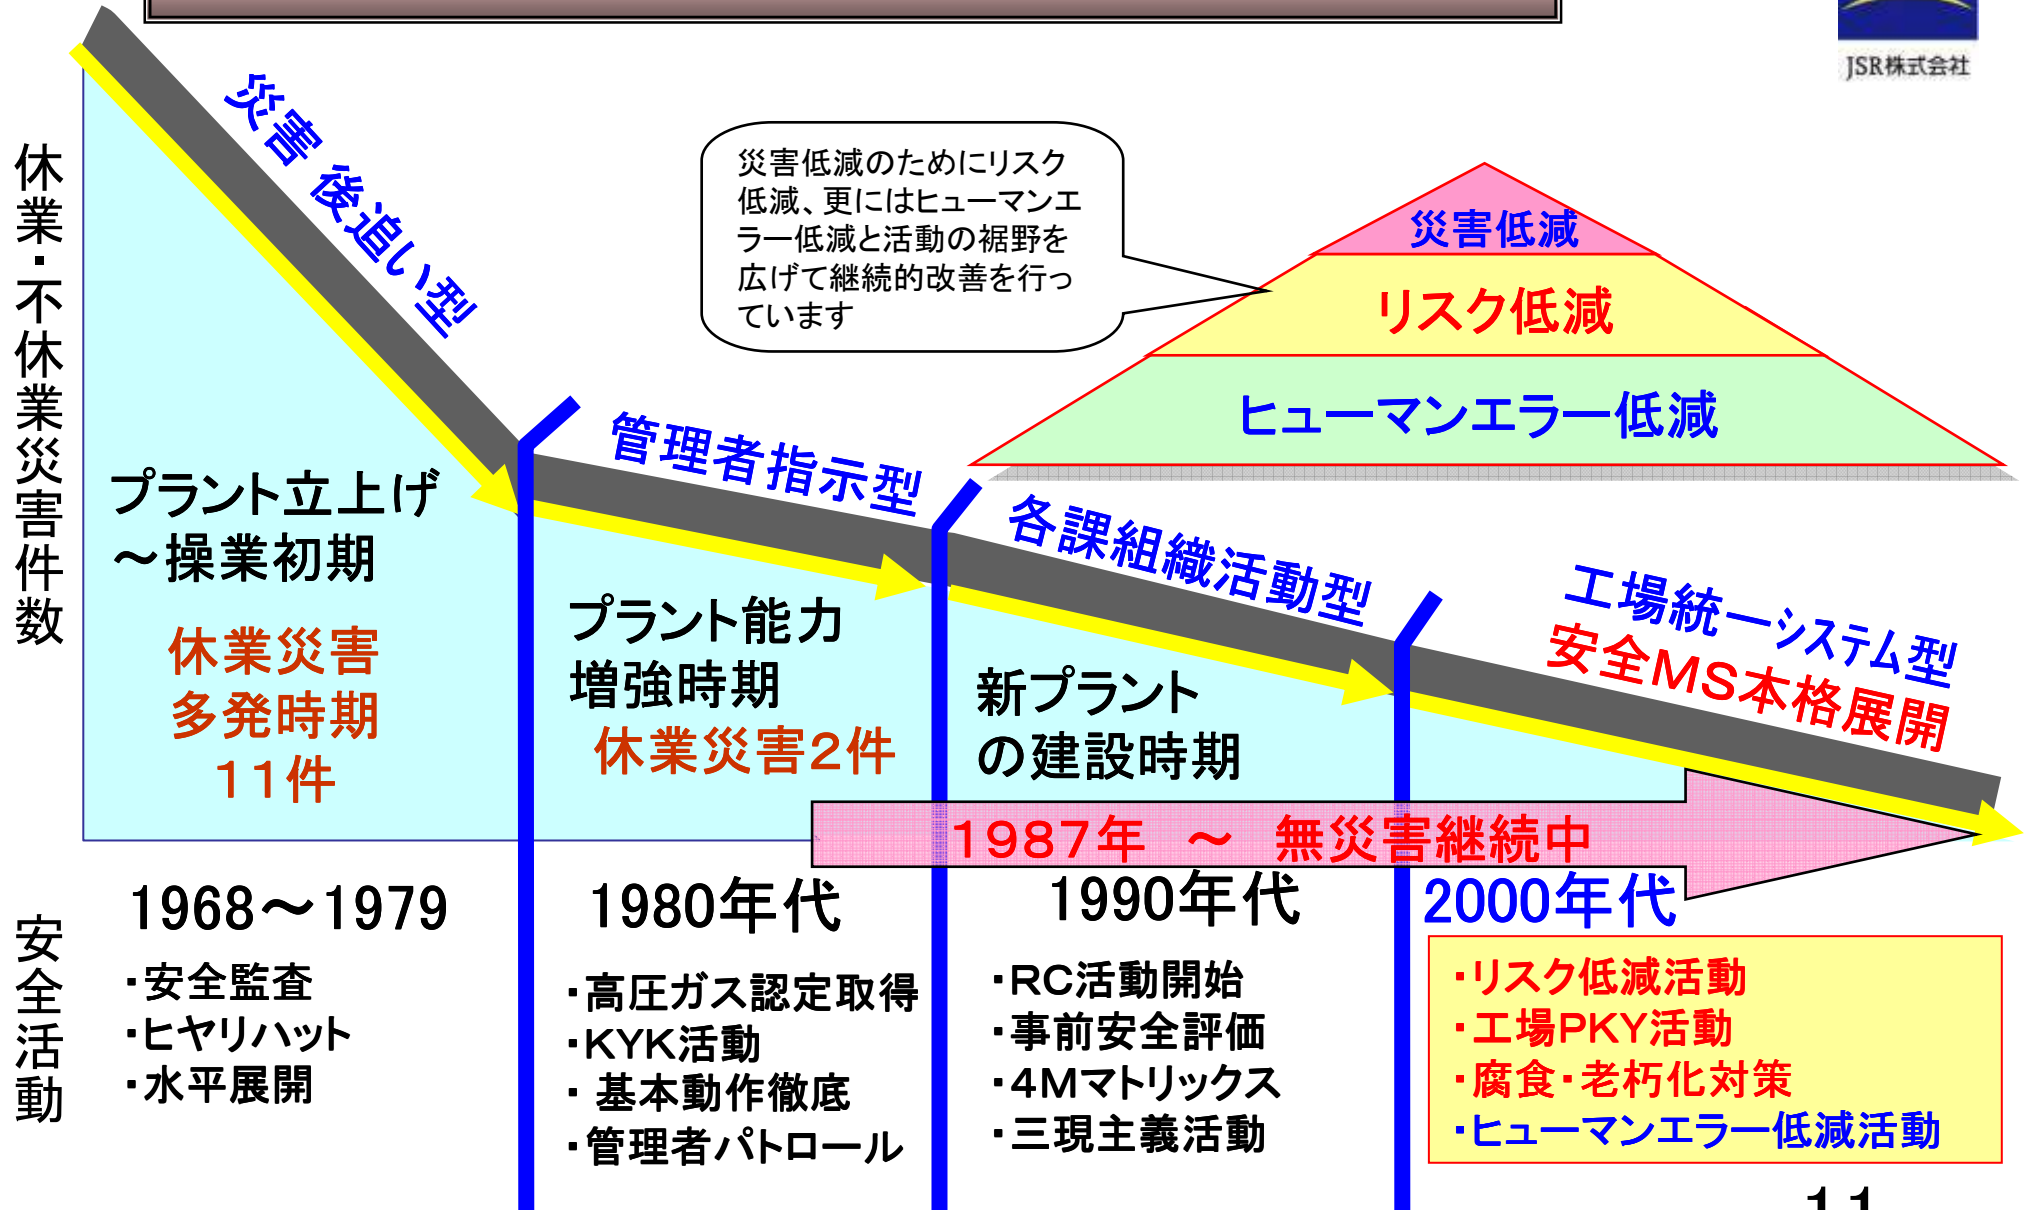 JSR株式会社
休業・不休業災害件数
災害 後追い型
災害低減のためにリスク
低減、更にはヒューマンエ
ラー低減と活動の裾野を
広げて継続的改善を行っ
ています
災害低減
リスク低減
ヒューマンエラー低減
管理者指示型
各課組織活動型
工場統一システム型
安全MS本格展開
プラント立上げ
～操業初期
休業災害
多発時期
11件
プラント能力
増強時期
休業災害2件
新プラント
の建設時期
1987年 ～ 無災害継続中
1968～1979
1980年代
1990年代
2000年代
安全活動
・安全監査
・ヒヤリハット
・水平展開
・高圧ガス認定取得
・KYK活動
・基本動作徹底
・管理者パトロール
・RC活動開始
・事前安全評価
・4Mマトリックス
・三現主義活動
・リスク低減活動
・工場PKY活動
・腐食・老朽化対策
・ヒューマンエラー低減活動
11